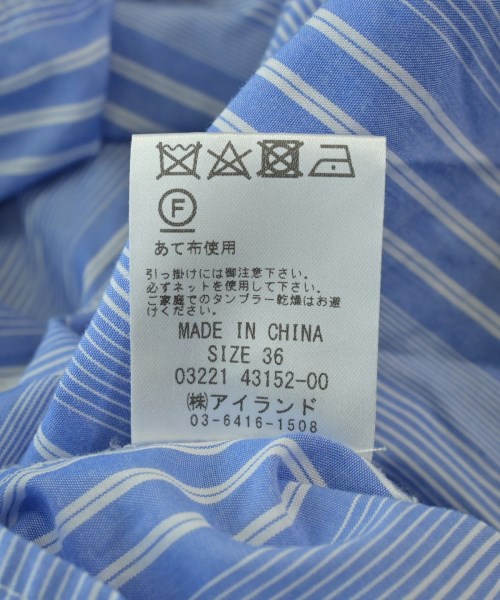 F
あて布使用
引っ掛けには御注意下さい。
必ずネットを使用して下さい。
ご家庭でのタンブラー乾燥はお避
けください。
MADE IN CHINA
SIZE 36
03221 43152-00
㈱アイランド
03-6416-1508